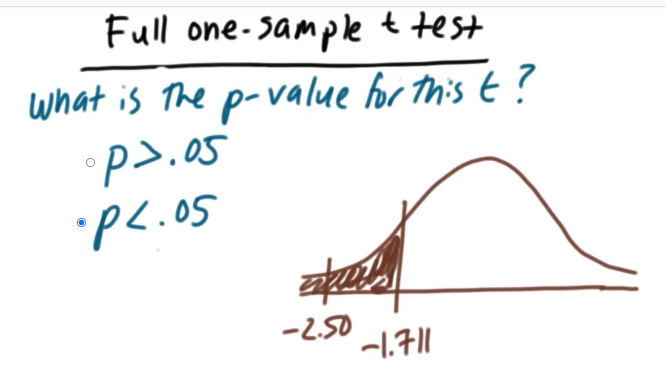 Full one-sample t test
What is the p-value for this t?
p>.05
p<.05
-2.50
-1.711